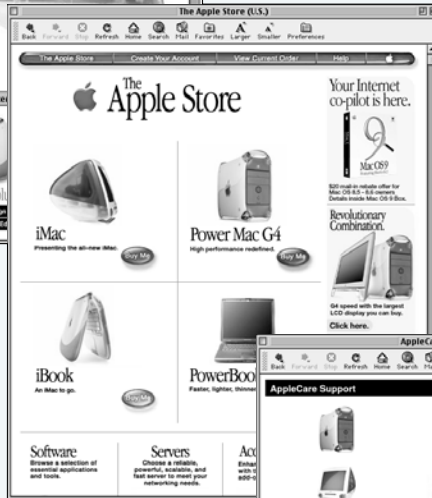 The Apple Store (U.S.)
Back Forward Stop Refresh Home Search Mail Favorites Larger Smaller Preferences
The Apple Store Create Your Account View Current Order Help
The
Apple Store
Your Internet
co-pilot is here.
Mac OS 9
$20 mail-in rebate offer for
Mac OS 8.5 - 8.6 owners
Details inside Mac OS 9 Box.
iMac
Presenting the all-new iMac.
Buy Me
Power Mac G4
High performance redefined.
Buy Me
Revolutionary
Combination.
G4 speed with the largest
LCD display you can buy.
Click here.
iBook
An iMac to go.
Buy Me
PowerBoo
Faster, lighter, thinner
Software
Browse a selection of
essential applications
and tools.
Servers
Choose a reliable,
powerful, scalable, and
fast server to meet your
networking needs.
Acc
Enhan
with t
add-o
AppleCa
Back Forward Stop Refresh Home Search Ma
AppleCare Support